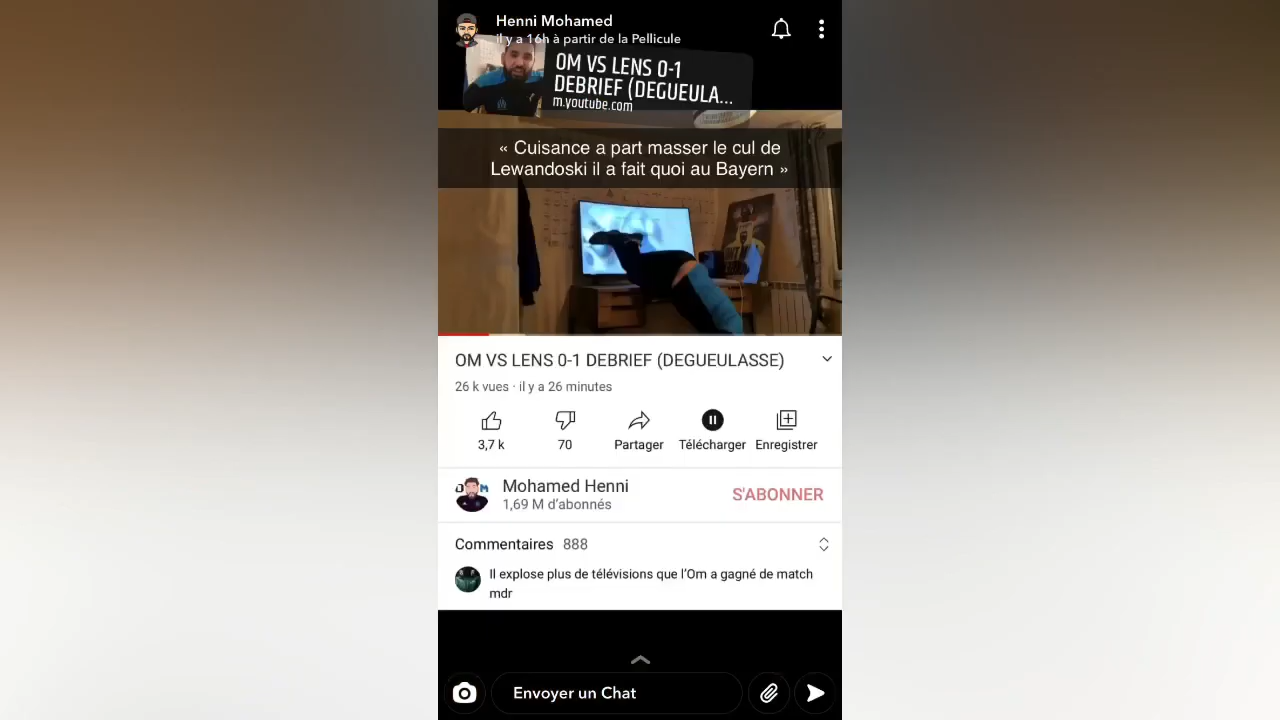 Henni Mohamed
il y a 16h à partir de la Pellicule
OM VS LENS 0-1
DEBRIEF (DEGUEULA...
m.youtube.com
« Cuisance a part masser le cul de
Lewandoski il a fait quoi au Bayern »
OM VS LENS 0-1 DEBRIEF (DEGUEULASSE)
26 k vues · il y a 26 minutes
3,7 k
70
Partager
Télécharger
Enregistrer
Mohamed Henni
1,69 M d'abonnés
S'ABONNER
Commentaires 888
Il explose plus de télévisions que l'Om a gagné de match
mdr
Envoyer un Chat